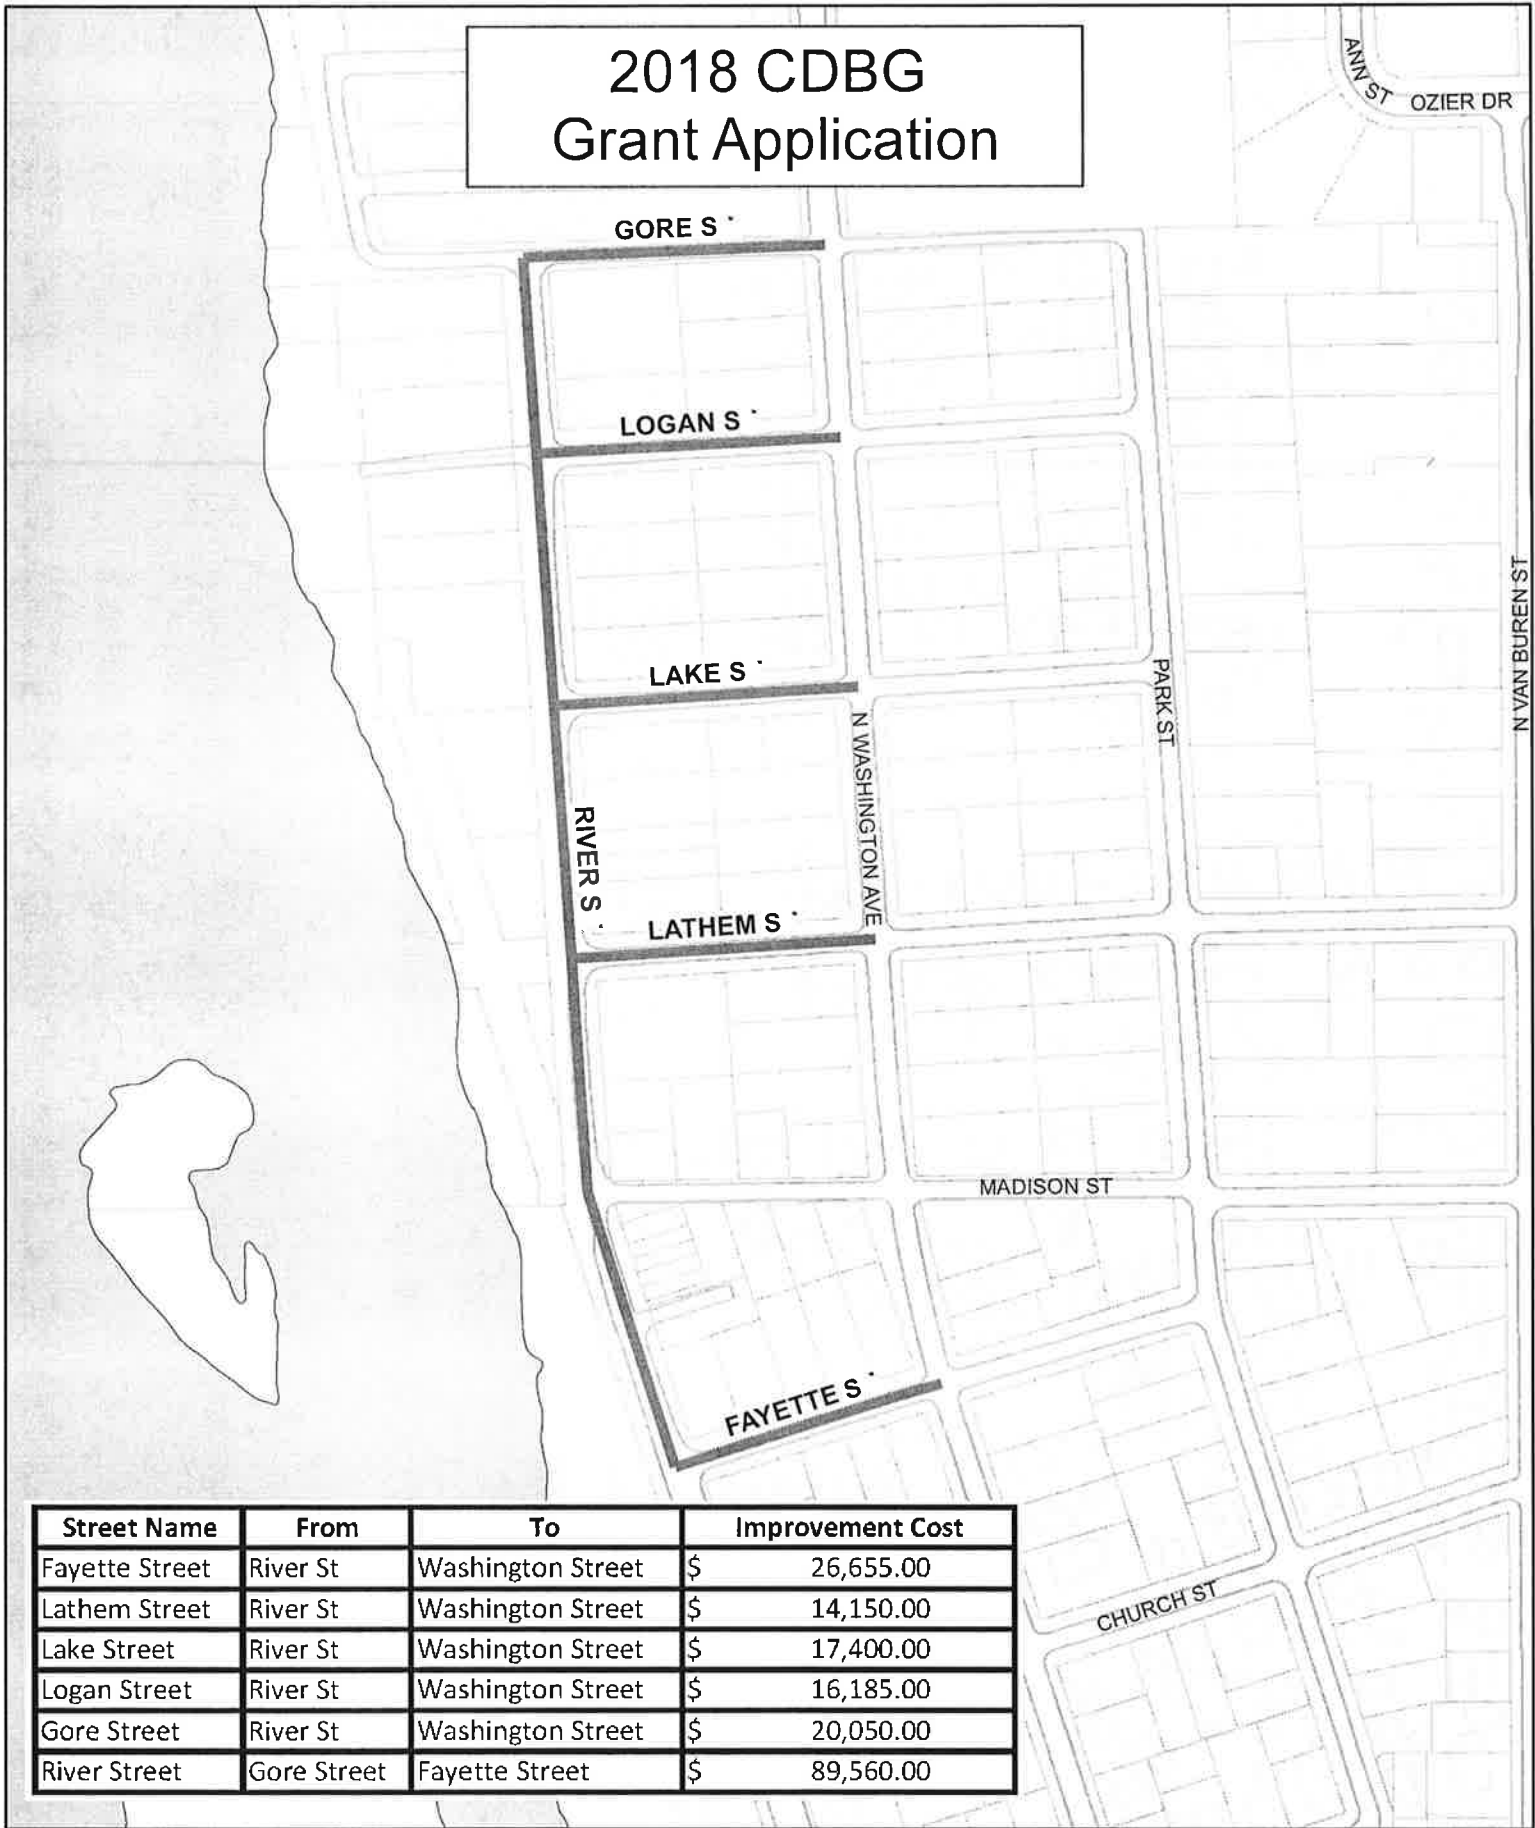 2018 CDBG
Grant Application
ANN ST
OZIER DR
GORE S
LOGAN S
LAKE S
N WASHINGTON AVE
PARK ST
N VAN BUREN ST
RIVER S
LATHEM S
MADISON ST
FAYETTE S
CHURCH ST
Street Name From To Improvement Cost
Fayette Street River St Washington Street $ 26,655.00
Lathem Street River St Washington Street $ 14,150.00
Lake Street River St Washington Street $ 17,400.00
Logan Street River St Washington Street $ 16,185.00
Gore Street River St Washington Street $ 20,050.00
River Street Gore Street Fayette Street $ 89,560.00